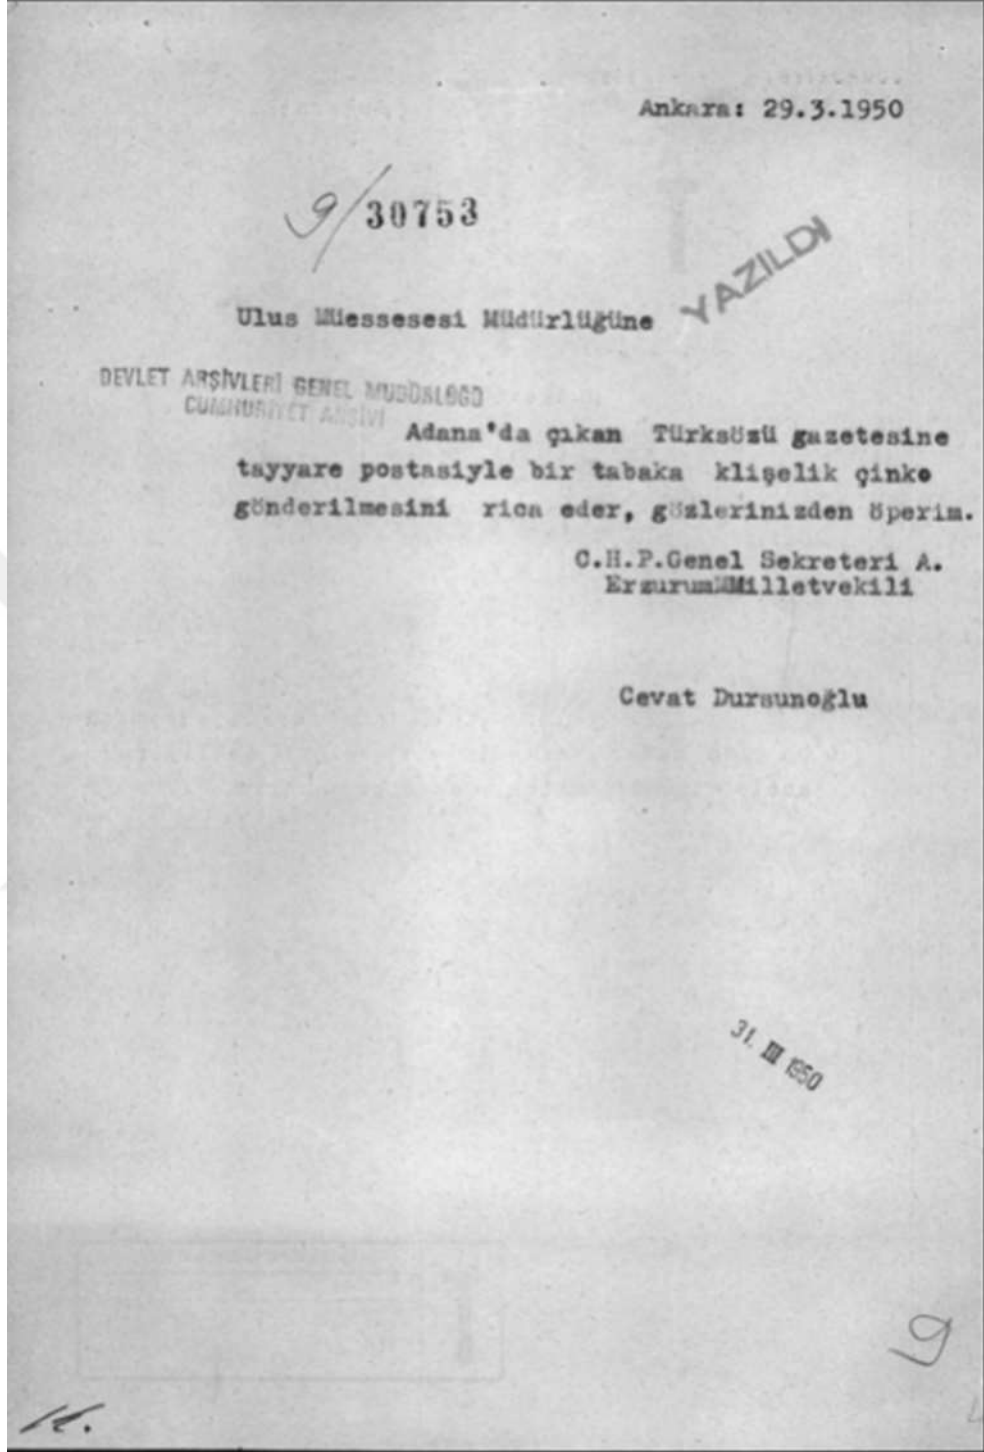 Ankara: 29.3.1950
9/30753
YAZILDI
Ulus Müessesesi Müdürlüğüne
DEVLET ARŞİVLERİ GENEL MÜDÜRLÜĞÜ
CUMHURİYET ARŞİVİ
Adana'da çıkan Türksözü gazetesine
tayyare postasiyle bir tabaka klişelik çinko
gönderilmesini rica eder, gözlerinizden öperim.
C.H.P.Genel Sekreteri A.
Erzurum Milletvekili
Cevat Dursunoğlu
31. III 1950
9